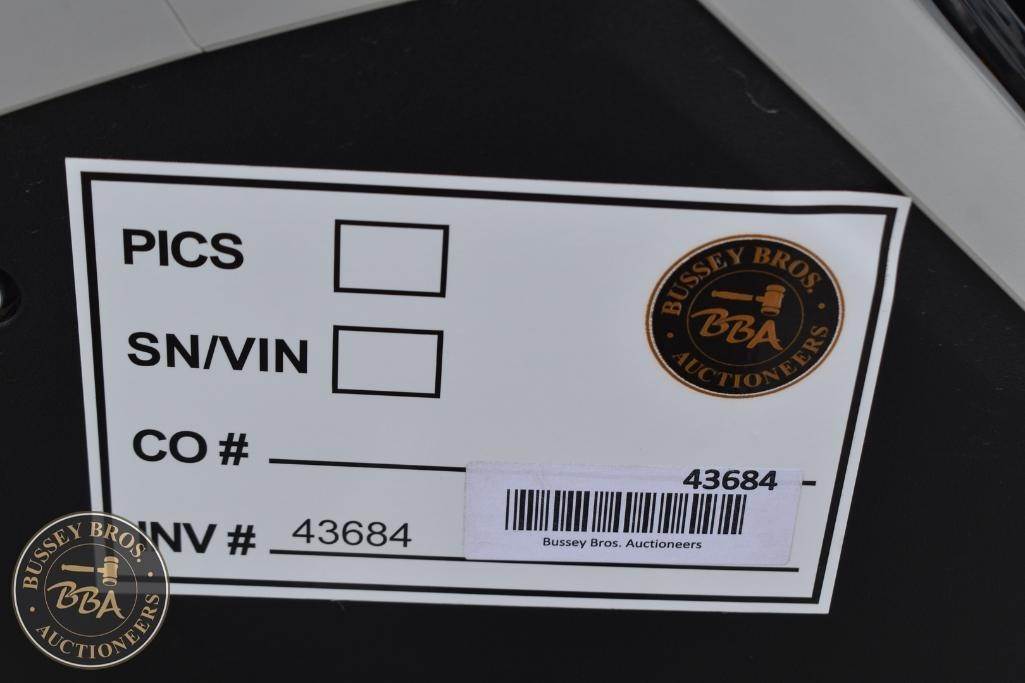 PICS
BUSSEY BROS.
BBA
AUCTIONEERS
SN/VIN
CO #
43684
Bussey Bros. Auctioneers
INV # 43684
BUSSEY BROS.
BBA
AUCTIONEERS